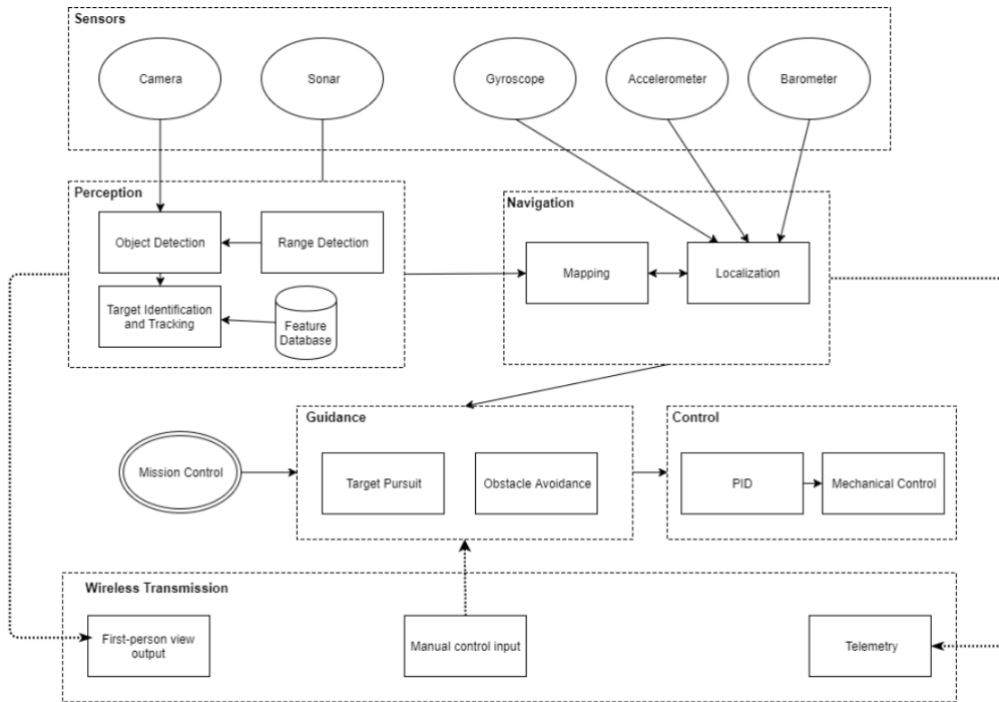 Sensors
Camera
Sonar
Gyroscope
Accelerometer
Barometer
Perception
Object Detection
Range Detection
Target Identification
and Tracking
Feature
Database
Navigation
Mapping
Localization
Mission Control
Guidance
Target Pursuit
Obstacle Avoidance
Control
PID
Mechanical Control
Wireless Transmission
First-person view
output
Manual control input
Telemetry